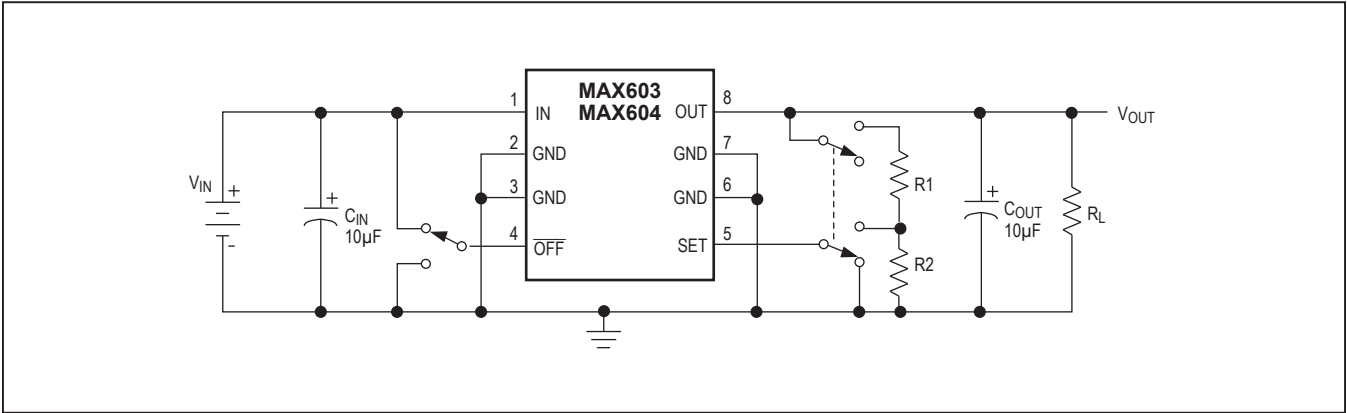 MAX603
MAX604
1
IN
OUT
8
VOUT
2
GND
GND
7
3
GND
GND
6
4
O̅F̅F̅
SET
5
VIN
+
-
+
CIN
10µF
R1
R2
+
COUT
10µF
RL